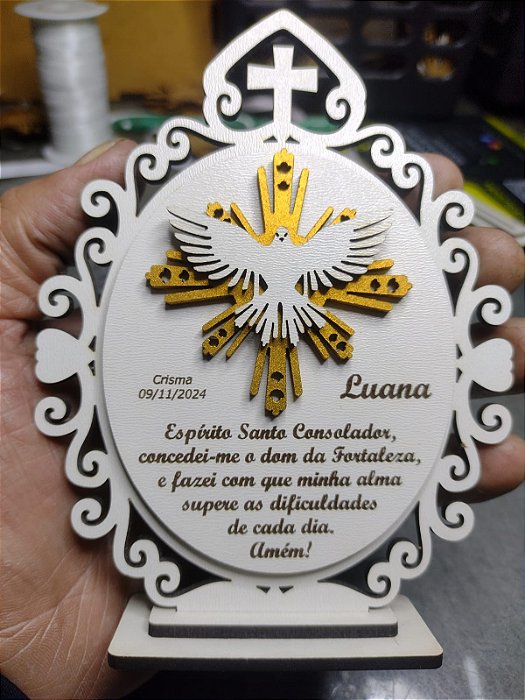 Crisma
09/11/2024
Luana
Espírito Santo Consolador,
concedei-me o dom da Fortaleza,
e fazei com que minha alma
supere as dificuldades
de cada dia.
Amém!